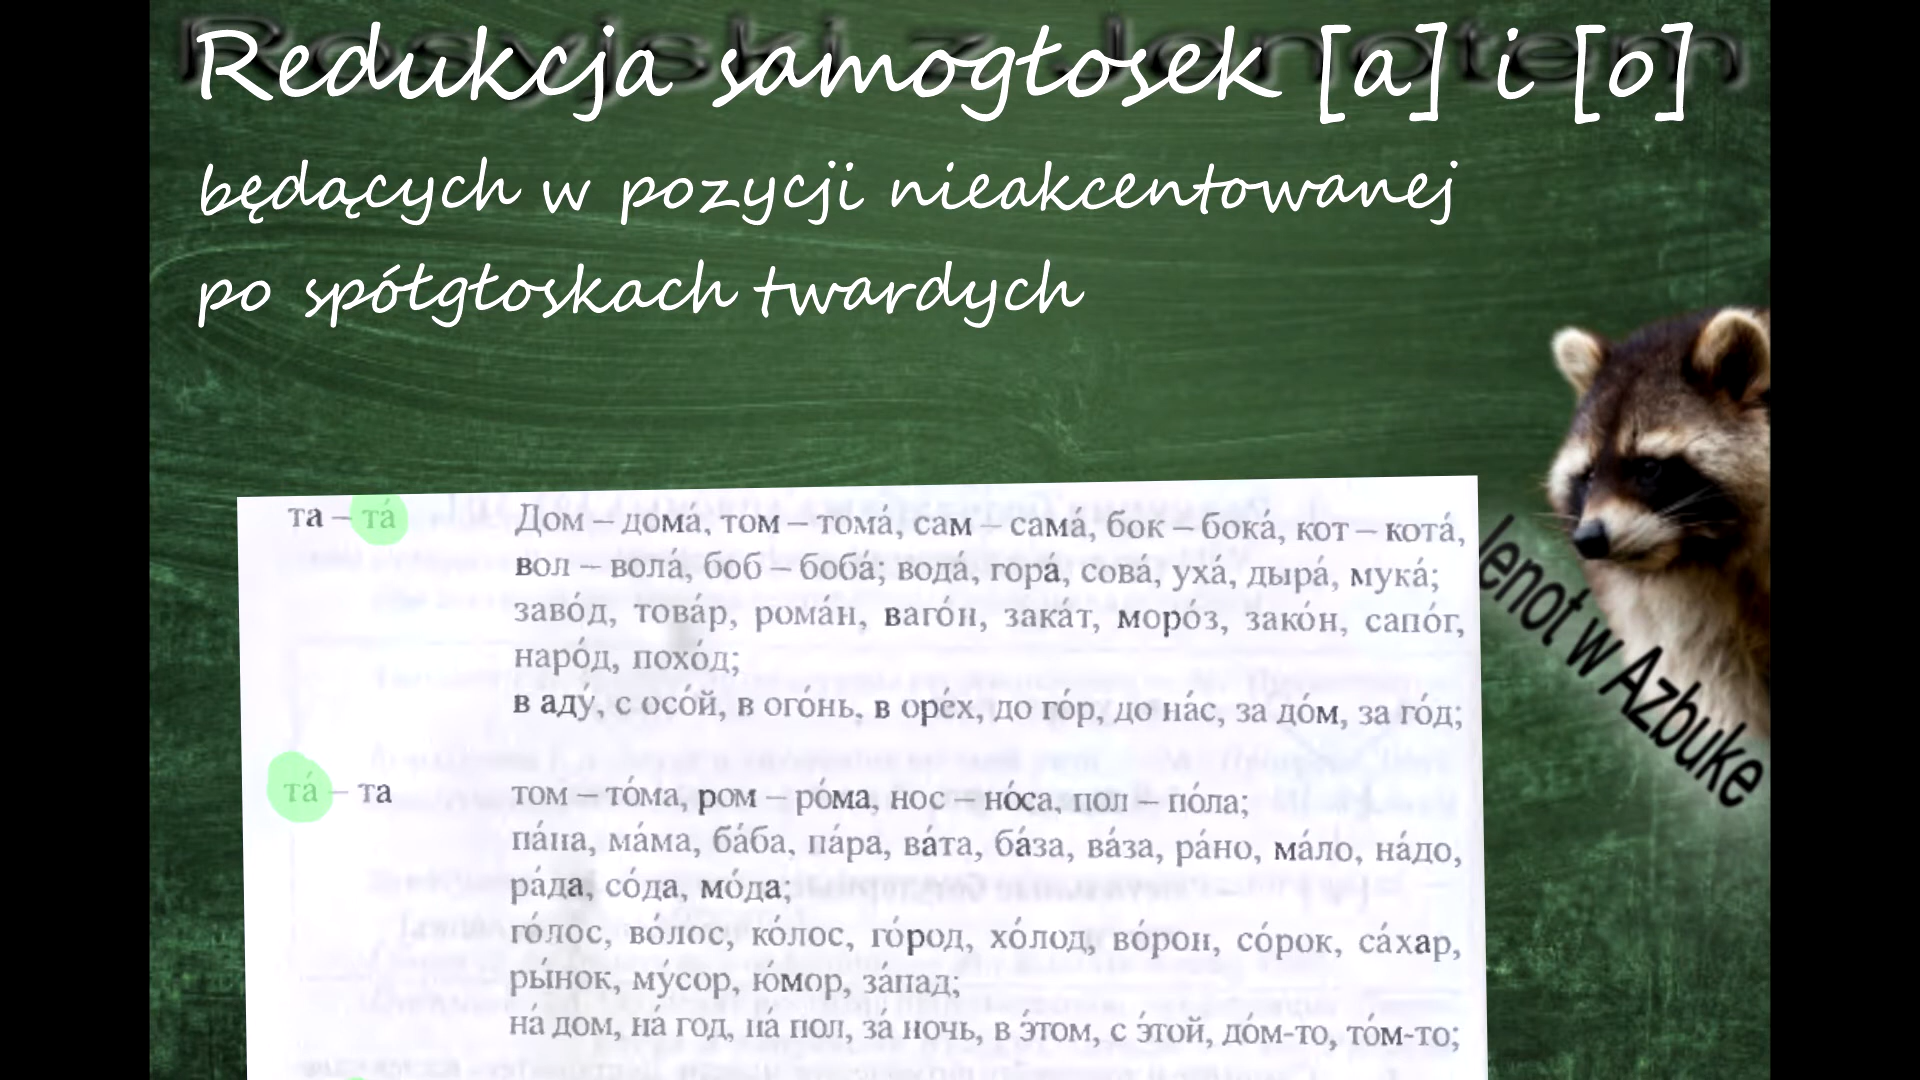 Rosyjski z Jenotem
Redukcja samogłosek [a] i [o]
będących w pozycji nieakcentowanej
po spółgłoskach twardych
та – та́ Дом – дома́, том – тома́, сам – сама́, бок – бока́, кот – кота́,
вол – вола́, боб – боба́; вода́, гора́, сова́, уха́, дыра́, мука́;
заво́д, това́р, рома́н, ваго́н, зака́т, моро́з, зако́н, сапо́г,
наро́д, похо́д;
в аду́, с осо́й, в ого́нь, в оре́х, до го́р, до на́с, за до́м, за го́д;
та́ – та том – то́ма, ром – ро́ма, нос – но́са, пол – по́ла;
па́па, ма́ма, ба́ба, па́ра, ва́та, ба́за, ва́за, ра́но, ма́ло, на́до,
ра́да, со́да, мо́да;
го́лос, во́лос, ко́лос, го́род, хо́лод, во́рон, со́рок, са́хар,
ры́нок, му́сор, ю́мор, за́пад;
на́ дом, на́ год, на́ пол, за́ ночь, в э́том, с э́той, до́м-то, то́м-то;
Jenot w Azbuke